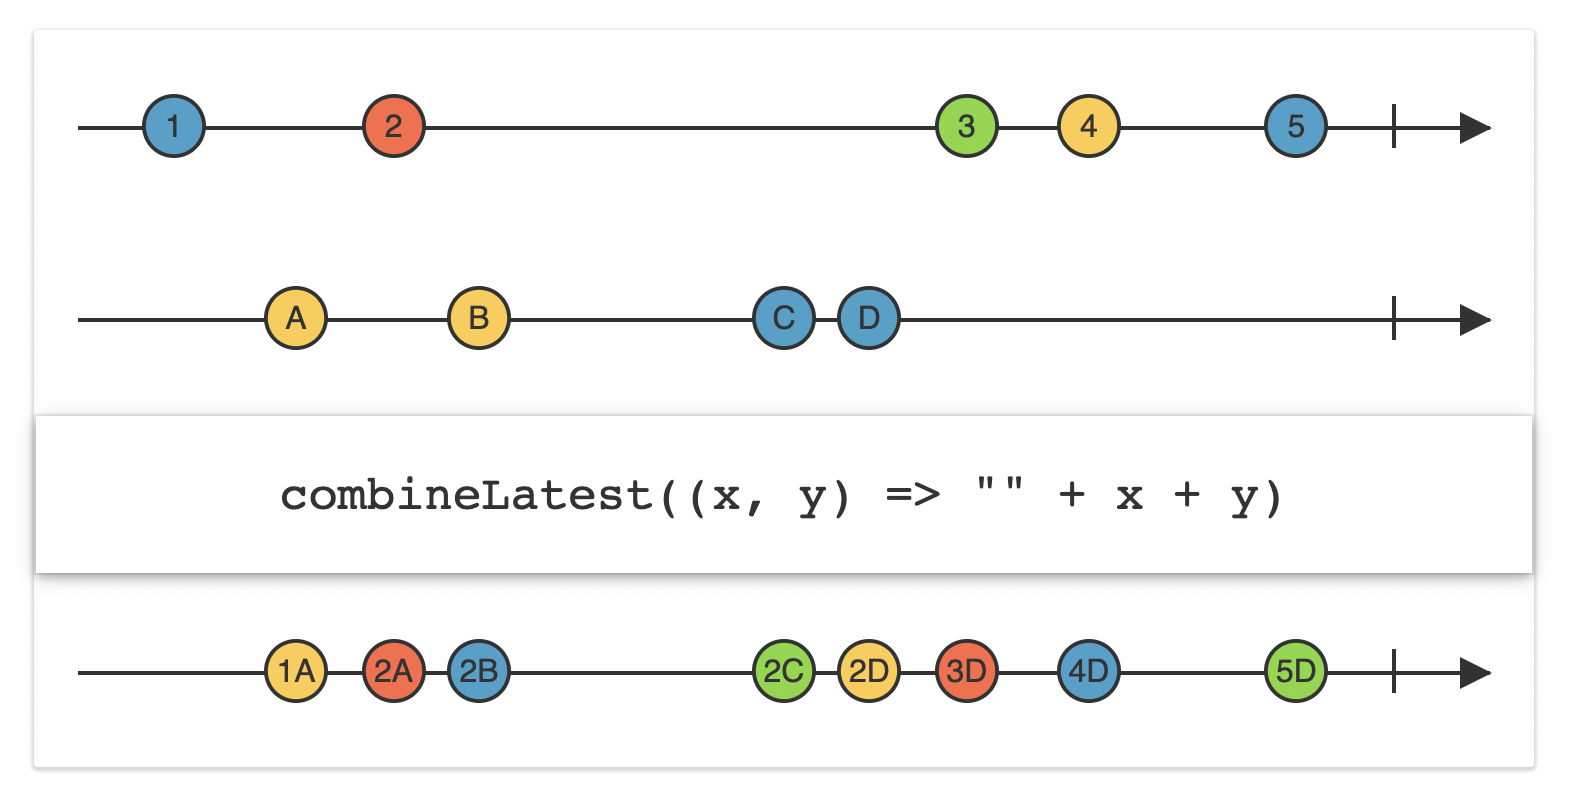 1 2 3 4 5
A B C D
combineLatest((x, y) => "" + x + y)
1A 2A 2B 2C 2D 3D 4D 5D